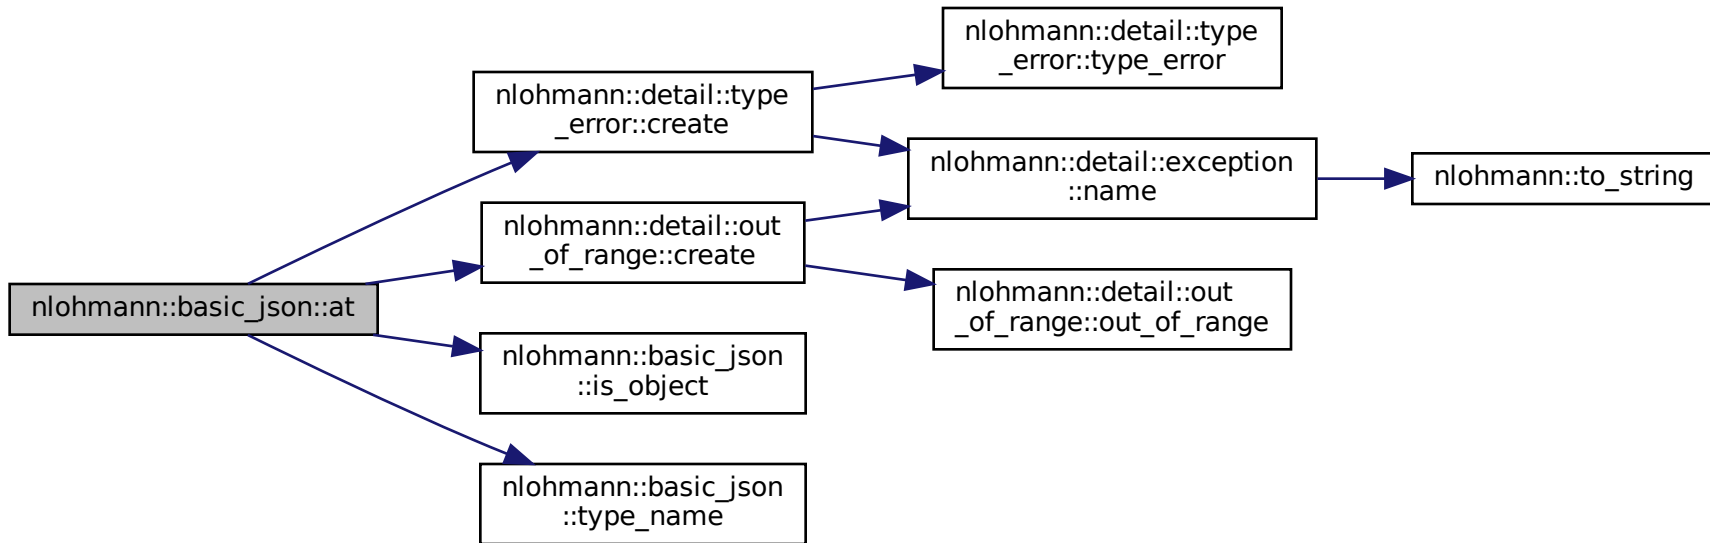 nlohmann::basic_json::at
nlohmann::detail::type
_error::create
nlohmann::detail::out
_of_range::create
nlohmann::basic_json
::is_object
nlohmann::basic_json
::type_name
nlohmann::detail::type
_error::type_error
nlohmann::detail::exception
::name
nlohmann::detail::out
_of_range::out_of_range
nlohmann::to_string